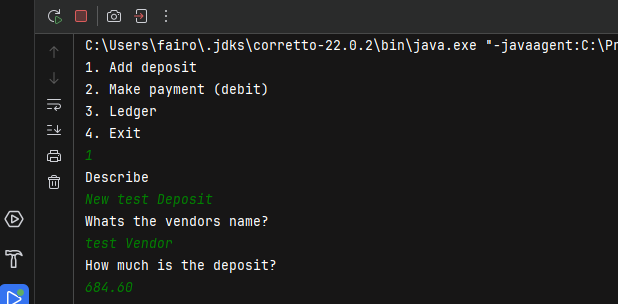 C:\Users\fairo\.jdks\corretto-22.0.2\bin\java.exe "-javaagent:C:\Pr
1. Add deposit
2. Make payment (debit)
3. Ledger
4. Exit
1
Describe
New test Deposit
Whats the vendors name?
test Vendor
How much is the deposit?
684.60